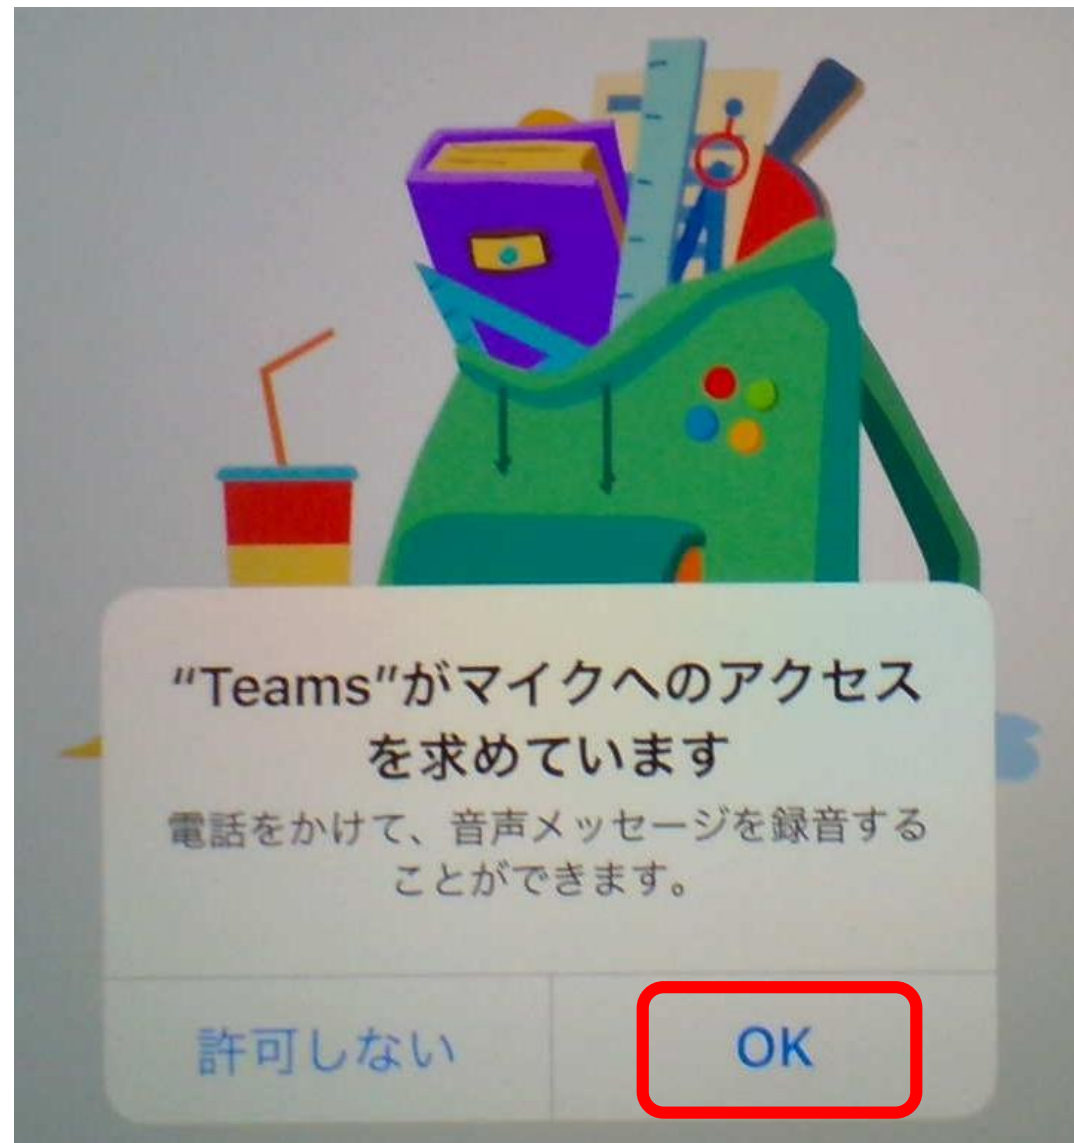 “Teams”がマイクへのアクセス
を求めています
電話をかけて、音声メッセージを録音する
ことができます。
許可しない
OK